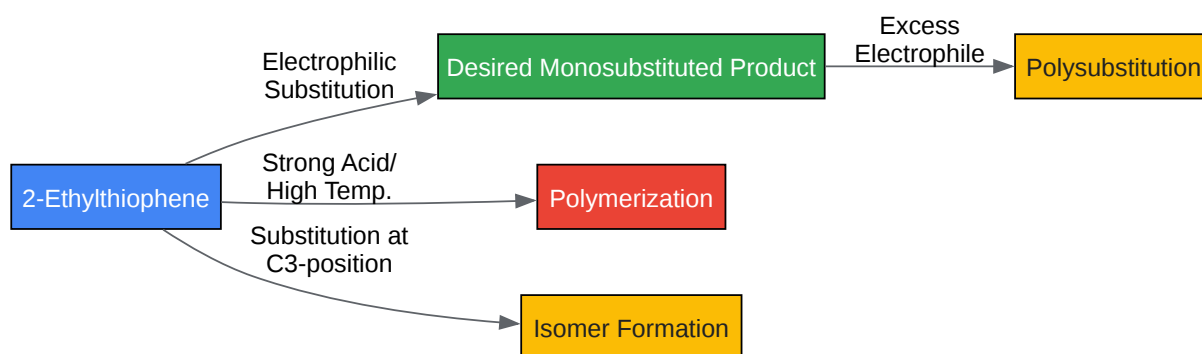 Excess
Electrophile
Electrophilic
Substitution
Desired Monosubstituted Product
Polysubstitution
Strong Acid/
High Temp.
2-Ethylthiophene
Polymerization
Substitution at
C3-position
Isomer Formation